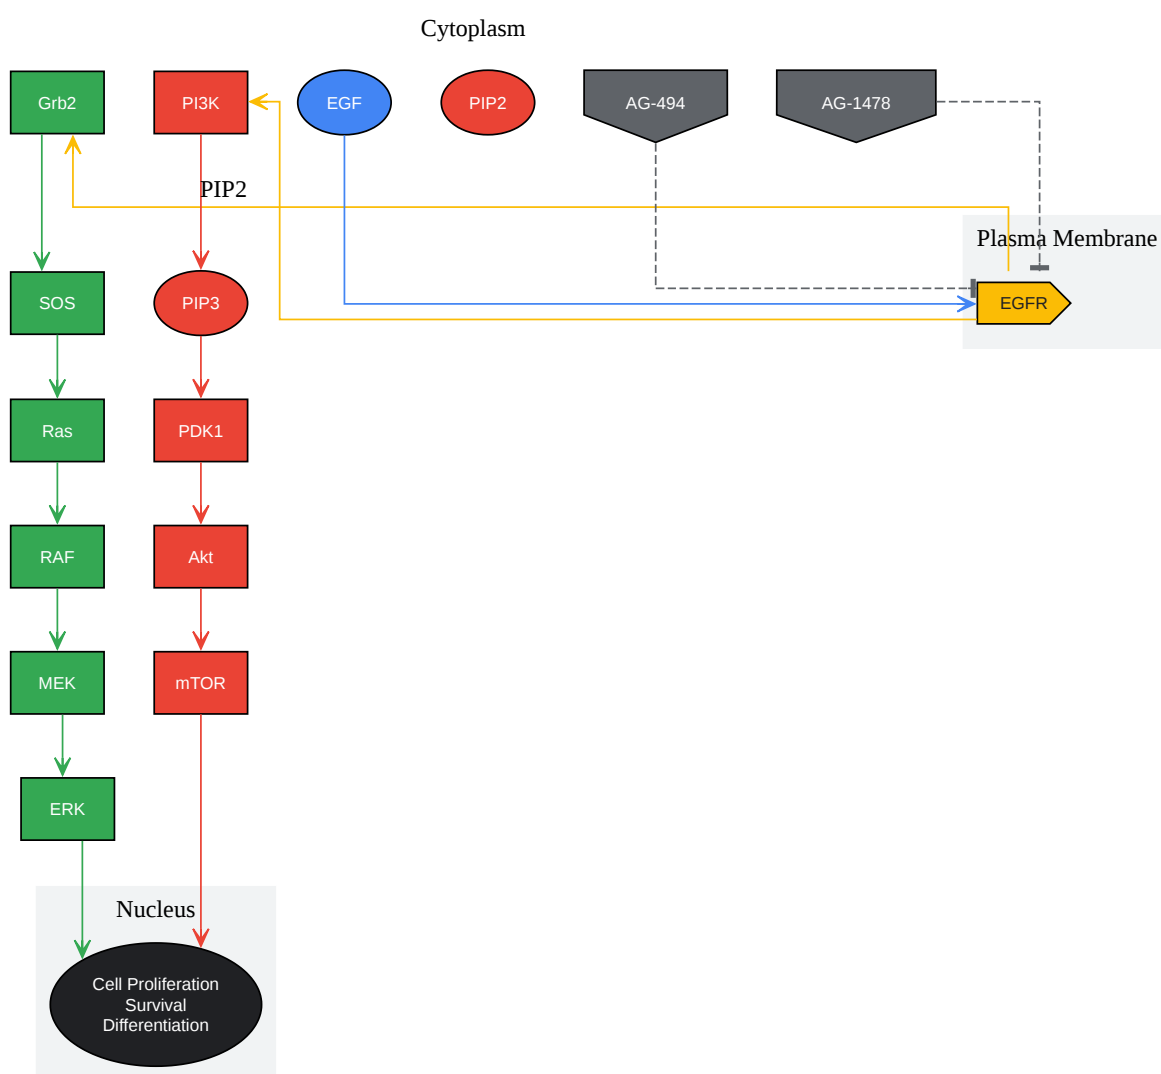 Cytoplasm
Grb2
PI3K
EGF
PIP2
AG-494
AG-1478
PIP2
Plasma Membrane
SOS
PIP3
EGFR
Ras
PDK1
RAF
Akt
MEK
mTOR
ERK
Nucleus
Cell Proliferation
Survival
Differentiation